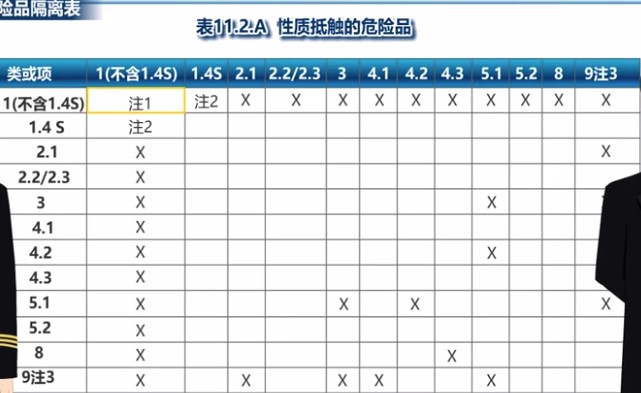 险品隔离表
表11.2.A 性质抵触的危险品
类或项 1(不含1.4S) 1.4S 2.1 2.2/2.3 3 4.1 4.2 4.3 5.1 5.2 8 9注3
1(不含1.4S) 注1 注2 X X X X X X X X X X
1.4 S 注2
2.1 X X
2.2/2.3 X
3 X X
4.1 X
4.2 X X
4.3 X
5.1 X X X X
5.2 X
8 X X
9注3 X X X X X